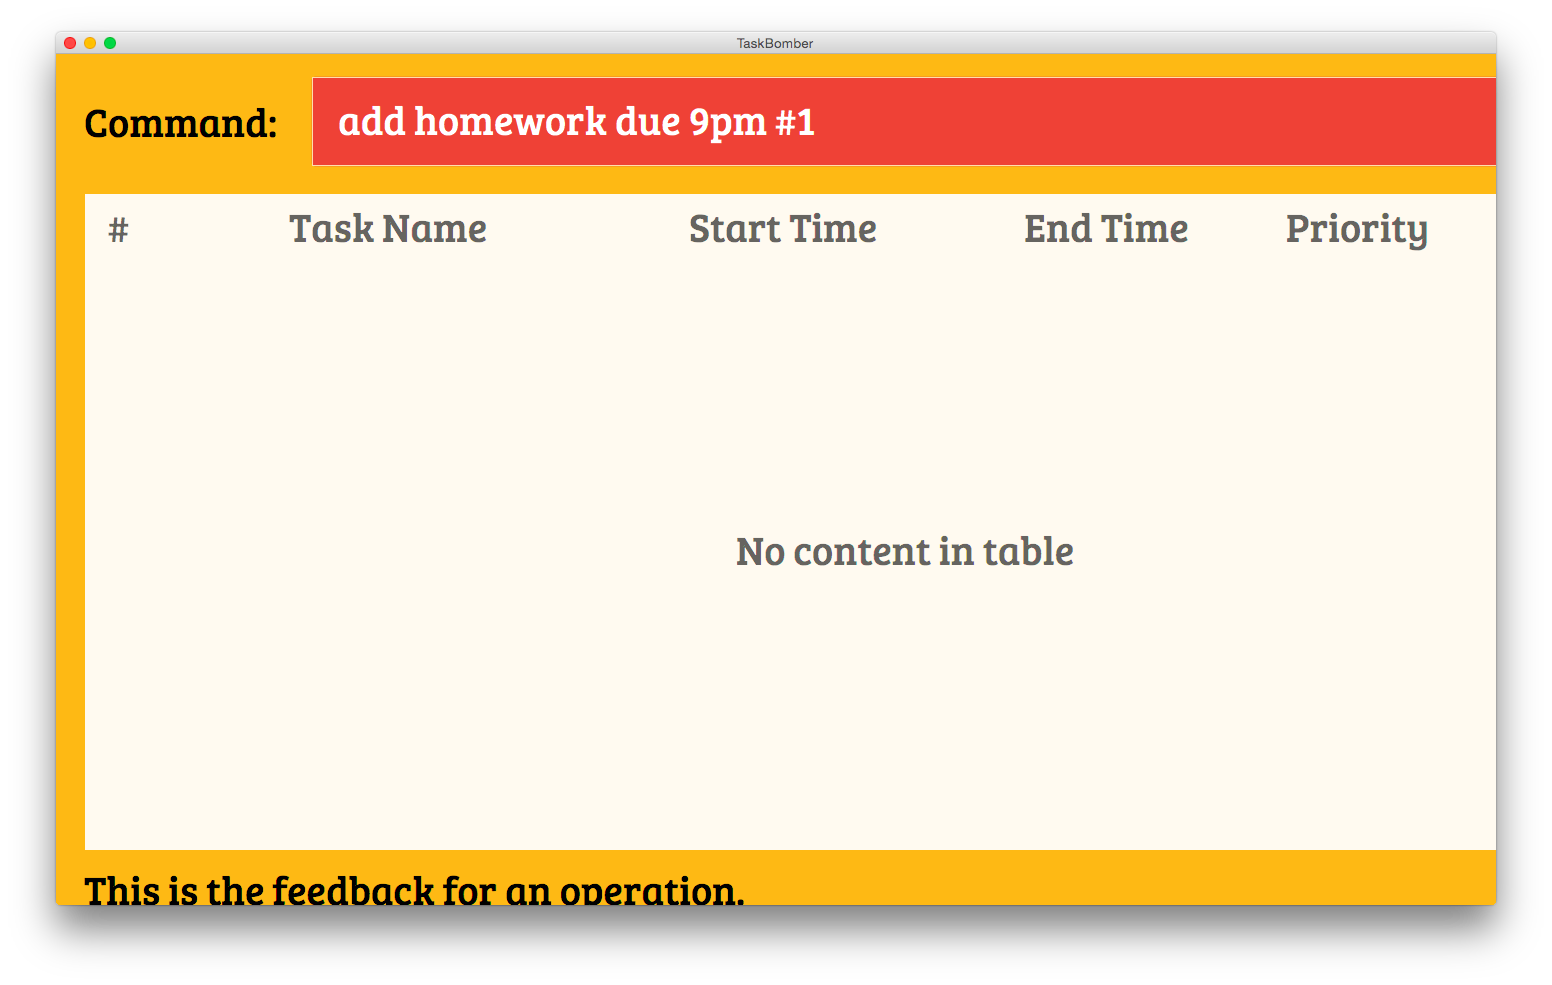 TaskBomber
Command: add homework due 9pm #1
# Task Name Start Time End Time Priority
No content in table
This is the feedback for an operation.